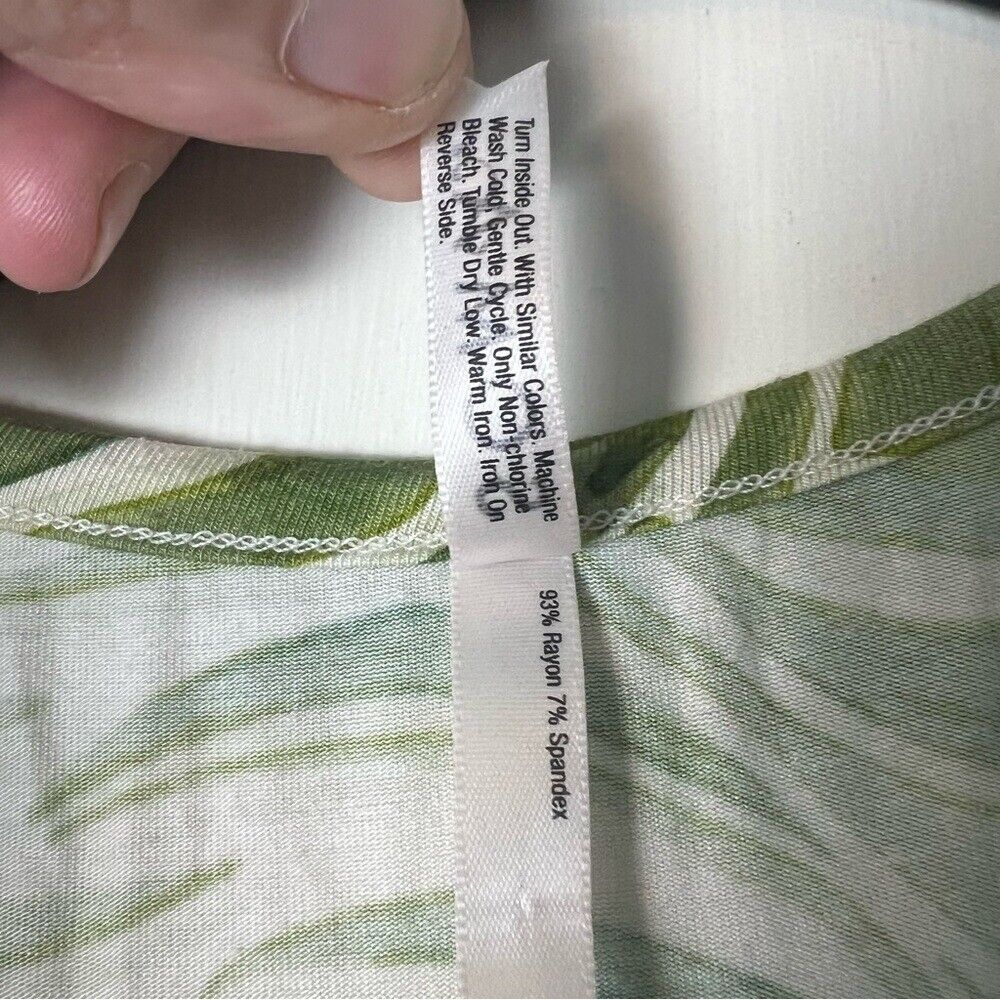 Turn Inside Out. With Similar Colors. Machine
Wash Cold, Gentle Cycle. Only Non-chlorine
Bleach. Tumble Dry Low. Warm Iron. Iron On
Reverse Side.
93% Rayon 7% Spandex